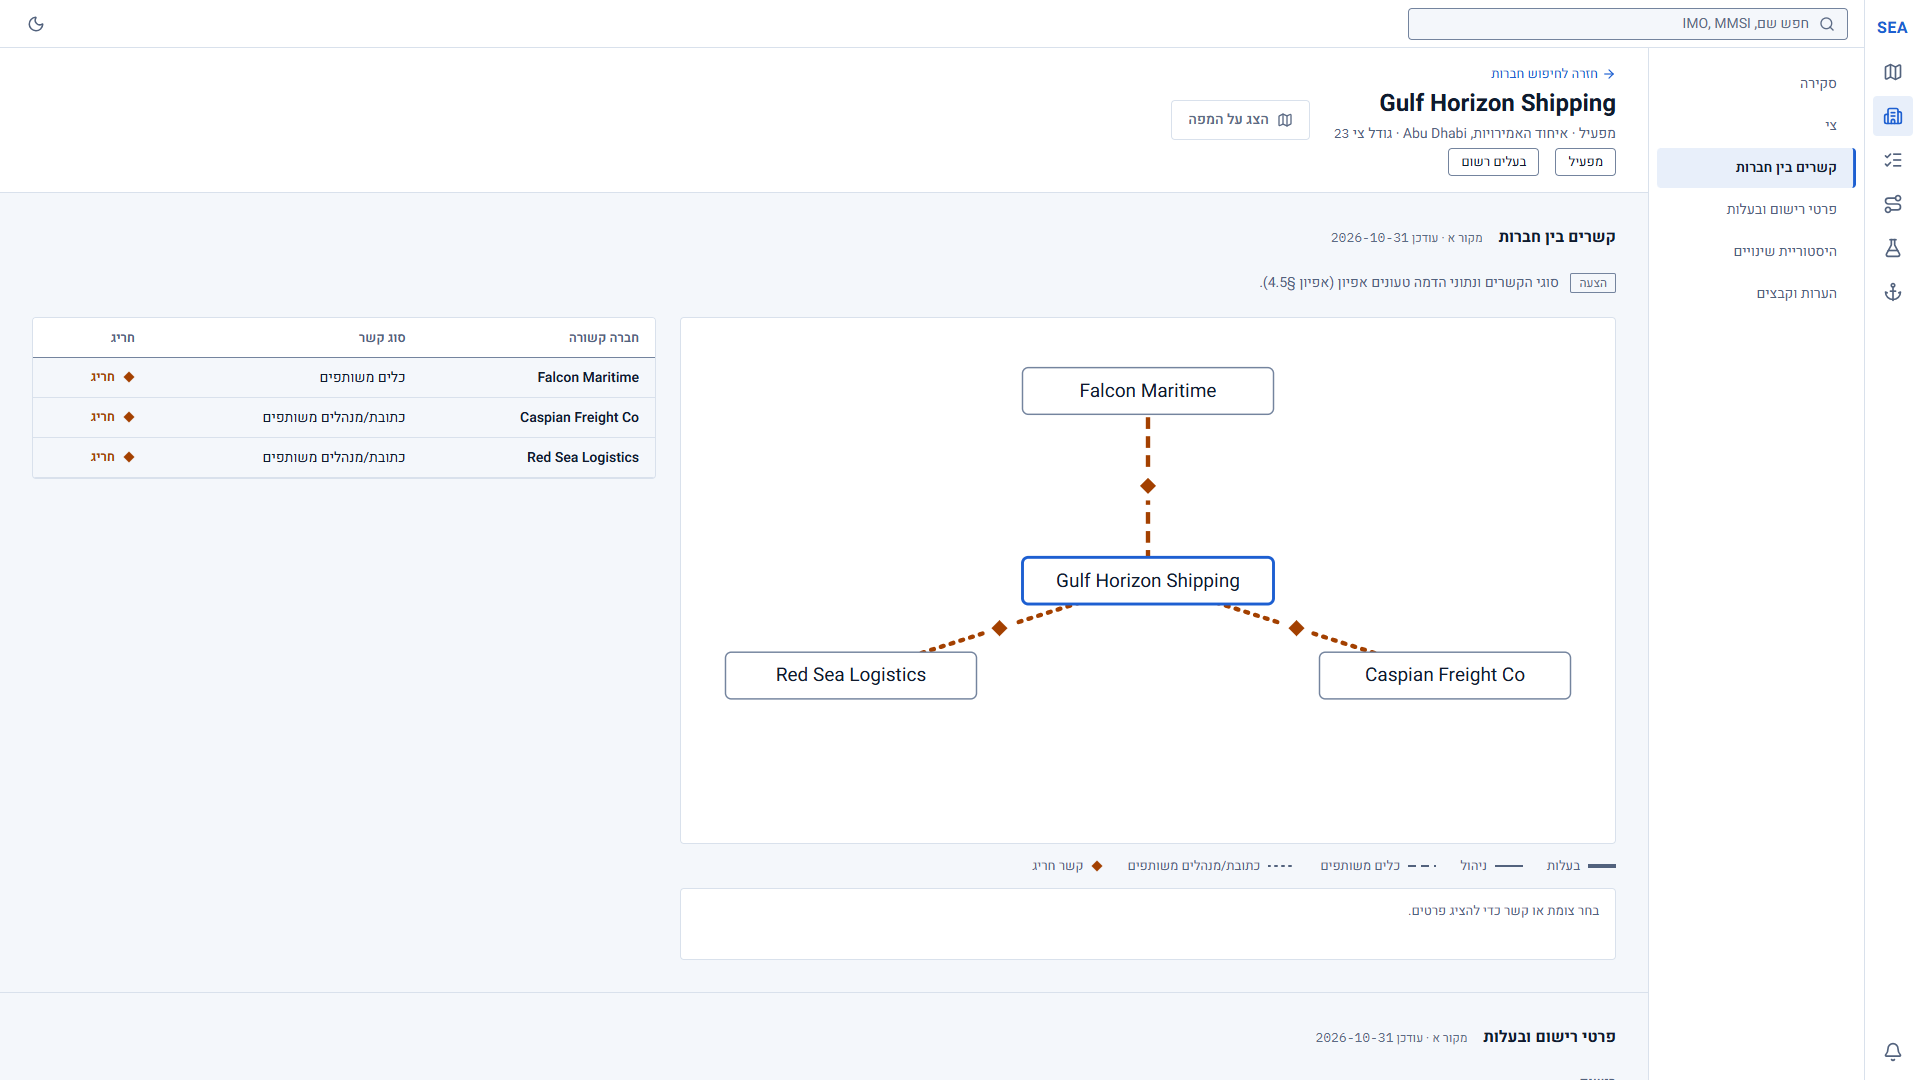 SEA
חפש שם, IMO, MMSI
סקירה
צי
קשרים בין חברות
פרטי רישום ובעלות
היסטוריית שינויים
הערות וקבצים
חזרה לחיפוש חברות
Gulf Horizon Shipping
מפעיל · איחוד האמירויות, Abu Dhabi · גודל צי 23
מפעיל
בעלים רשום
הצג על המפה
קשרים בין חברות מקור א · עודכן 2026-10-31
הצעה סוגי הקשרים ונתוני הדמה טעונים אפיון (אפיון §4.5).
Falcon Maritime
Gulf Horizon Shipping
Red Sea Logistics
Caspian Freight Co
בעלות
ניהול
כלים משותפים
כתובת/מנהלים משותפים
קשר חריג
בחר צומת או קשר כדי להציג פרטים.
חברה קשורה סוג קשר חריג
Falcon Maritime כלים משותפים חריג
Caspian Freight Co כתובת/מנהלים משותפים חריג
Red Sea Logistics כתובת/מנהלים משותפים חריג
פרטי רישום ובעלות מקור א · עודכן 2026-10-31